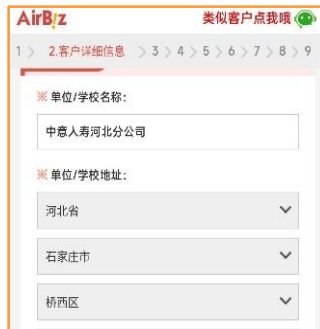 AirBiz 类似客户点我哦
1 > 2.客户详细信息 > 3 > 4 > 5 > 6 > 7 > 8 > 9
※ 单位/学校名称:
中意人寿河北分公司
※ 单位/学校地址:
河北省
石家庄市
桥西区